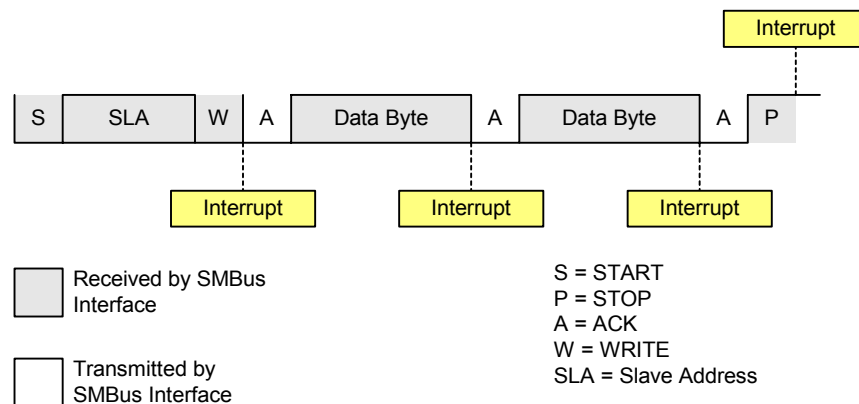 Interrupt
S SLA W A Data Byte A Data Byte A P
Interrupt Interrupt Interrupt
Received by SMBus
Interface
Transmitted by
SMBus Interface
S = START
P = STOP
A = ACK
W = WRITE
SLA = Slave Address